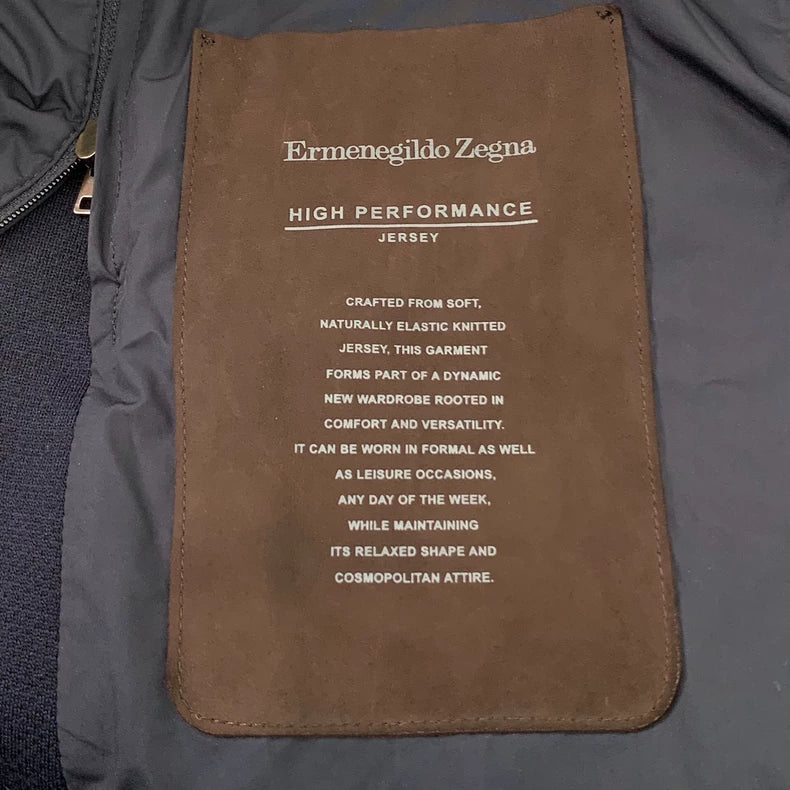 Ermenegildo Zegna
HIGH PERFORMANCE
JERSEY
CRAFTED FROM SOFT,
NATURALLY ELASTIC KNITTED
JERSEY, THIS GARMENT
FORMS PART OF A DYNAMIC
NEW WARDROBE ROOTED IN
COMFORT AND VERSATILITY.
IT CAN BE WORN IN FORMAL AS WELL
AS LEISURE OCCASIONS,
ANY DAY OF THE WEEK,
WHILE MAINTAINING
ITS RELAXED SHAPE AND
COSMOPOLITAN ATTIRE.